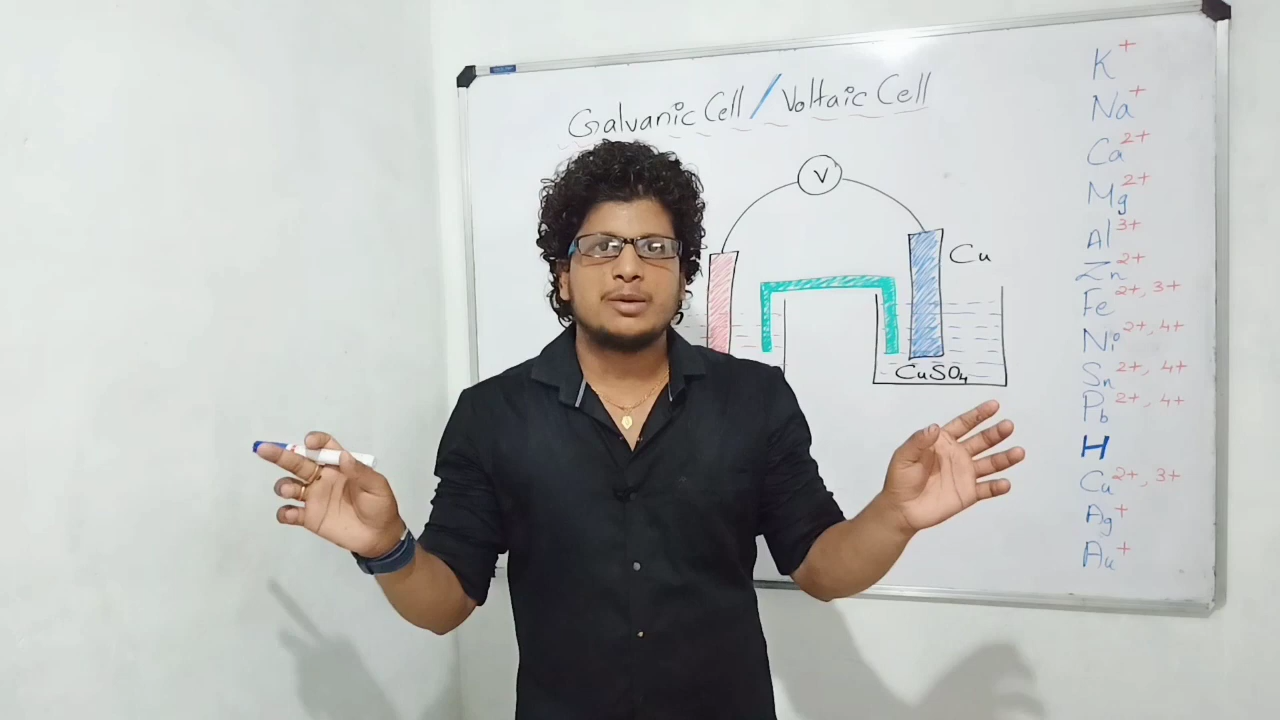 Galvanic Cell / Voltaic Cell
V
Cu
CuSO₄
K⁺
Na⁺
Ca²⁺
Mg²⁺
Al³⁺
Zn²⁺
Fe²⁺, ³⁺
Ni²⁺, ⁴⁺
Sn²⁺, ⁴⁺
Pb²⁺, ⁴⁺
H
Cu²⁺, ³⁺
Ag⁺
Au⁺